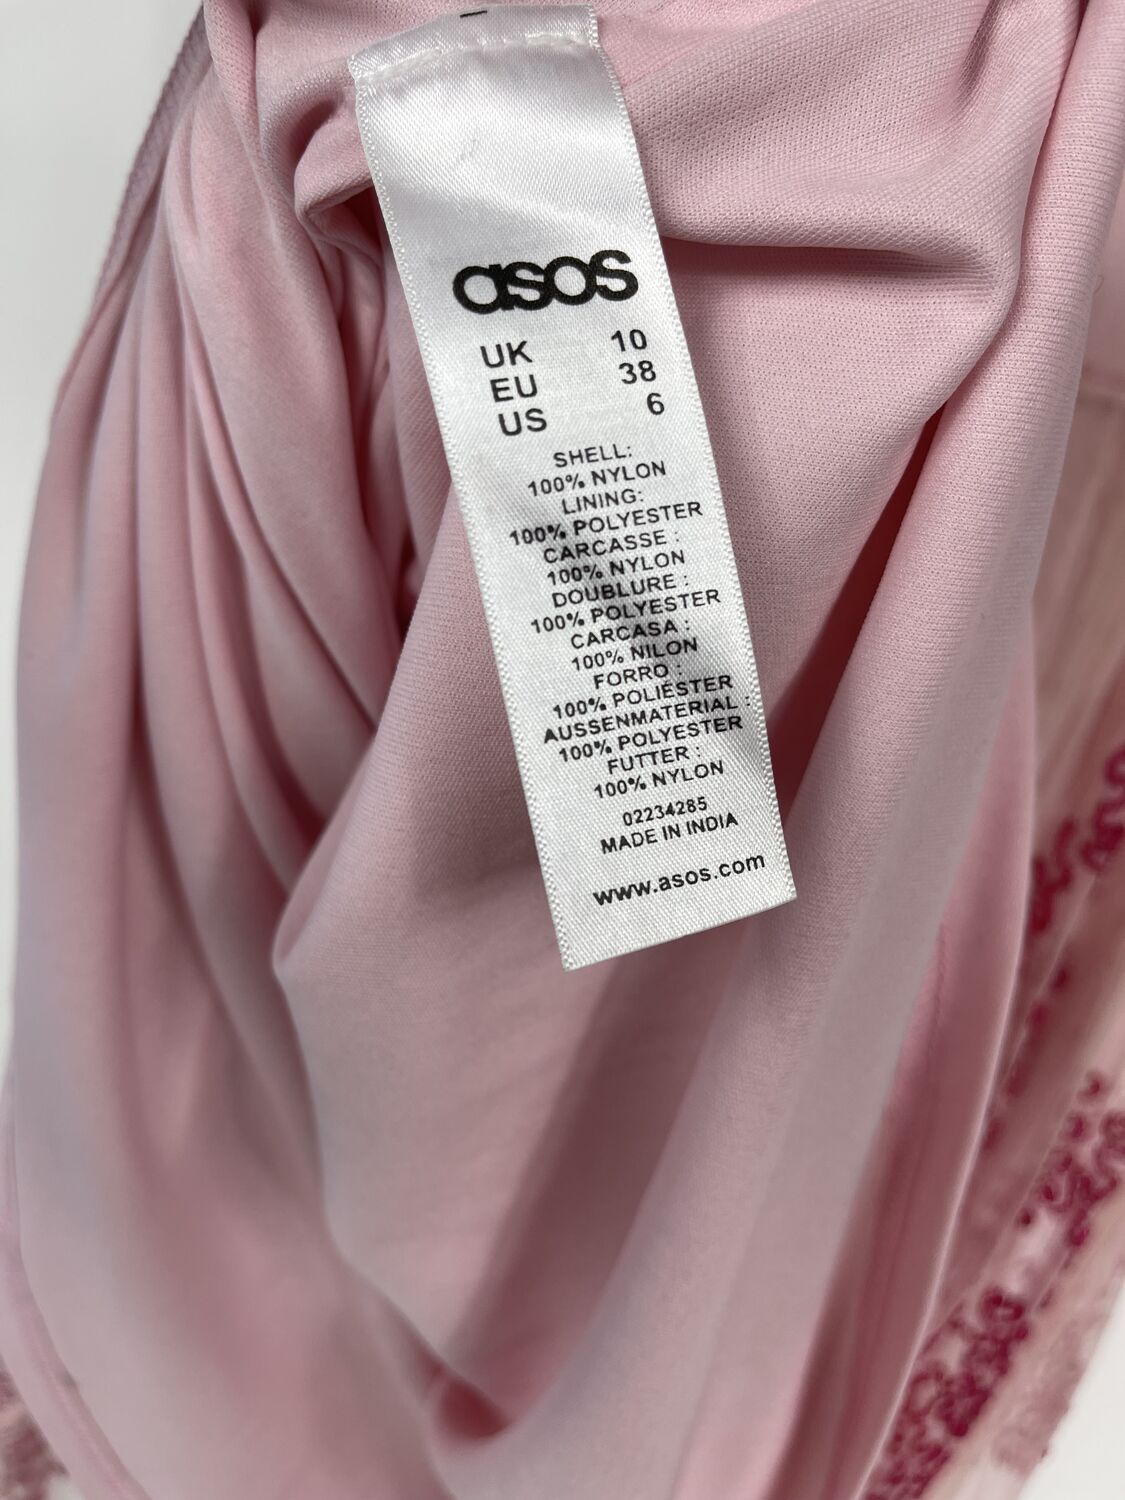 asos
UK 10
EU 38
US 6
SHELL:
100% NYLON
LINING:
100% POLYESTER
CARCASSE :
100% NYLON
DOUBLURE :
100% POLYESTER
CARCASA :
100% NILON
FORRO :
100% POLIÉSTER
AUSSENMATERIAL :
100% POLYESTER
FUTTER :
100% NYLON
02234285
MADE IN INDIA
www.asos.com